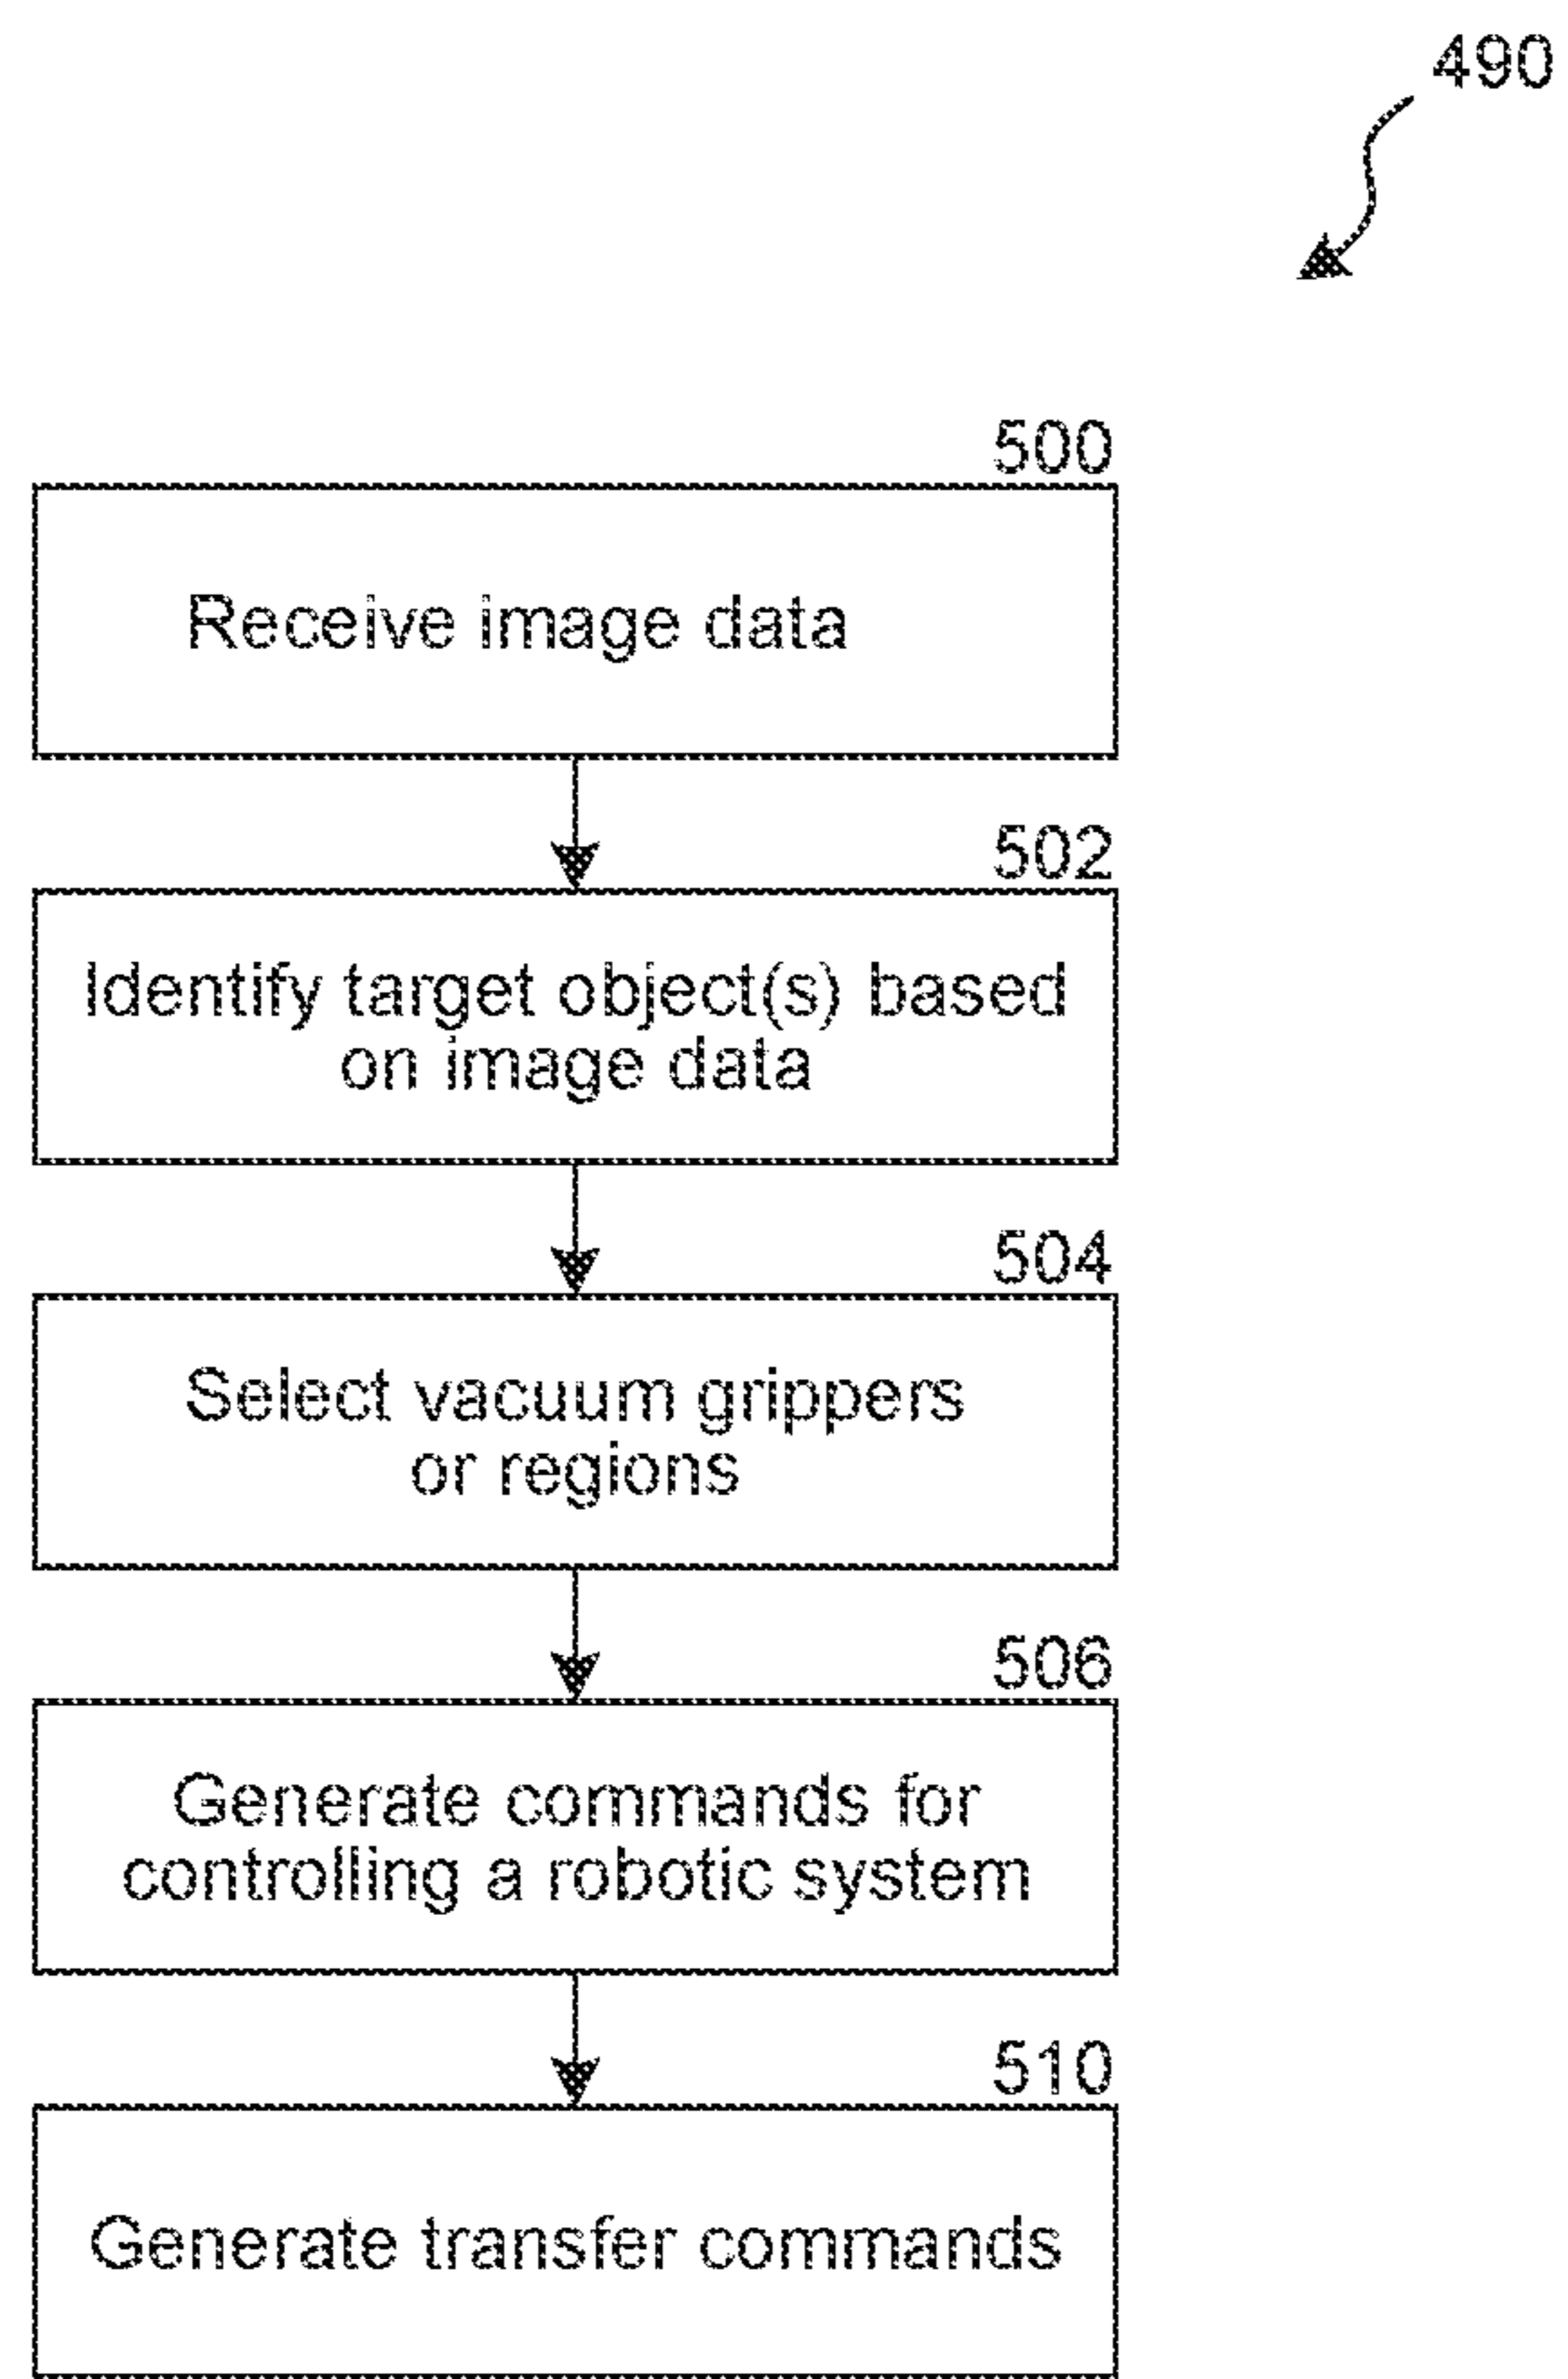 490
500
Receive image data
502
Identify target object(s) based
on image data
504
Select vacuum grippers
or regions
506
Generate commands for
controlling a robotic system
510
Generate transfer commands